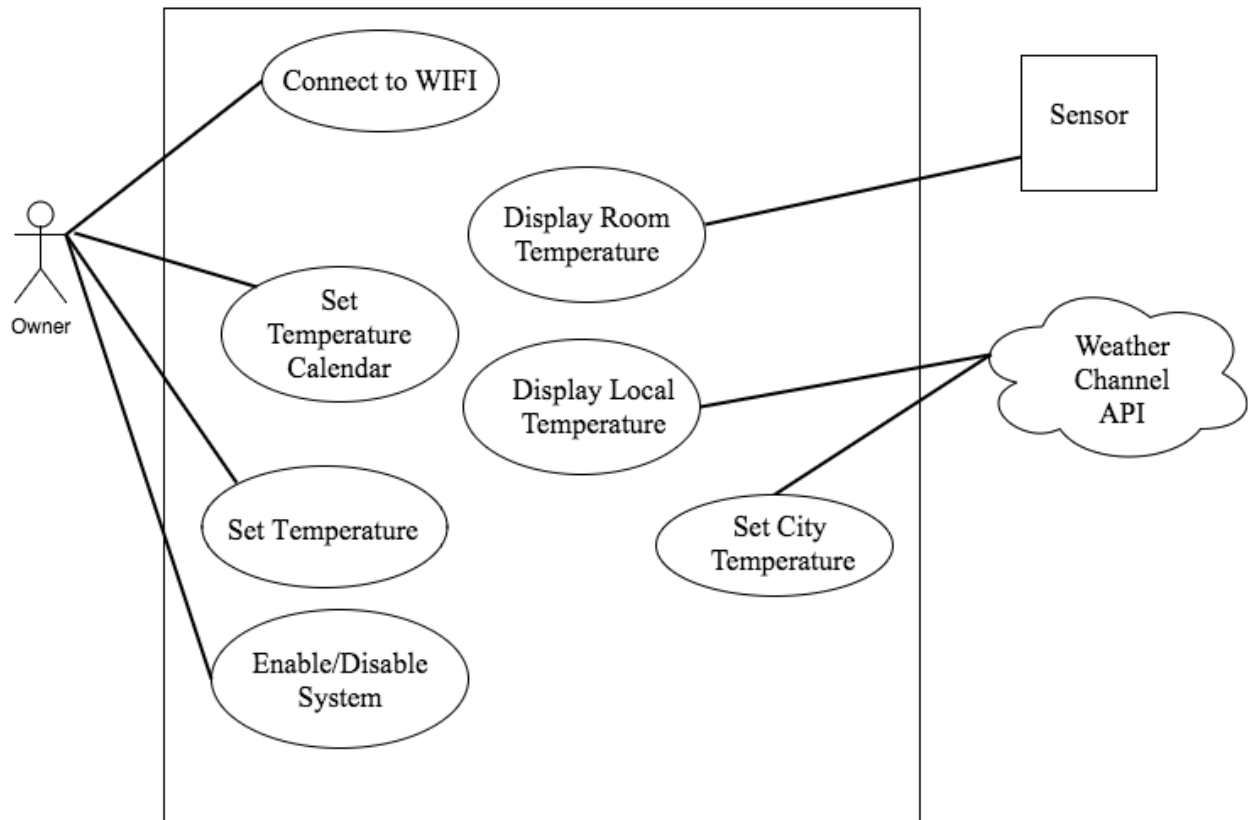 Connect to WIFI
Sensor
Display Room
Temperature
Owner
Set
Temperature
Calendar
Weather
Channel
API
Display Local
Temperature
Set Temperature
Set City
Temperature
Enable/Disable
System